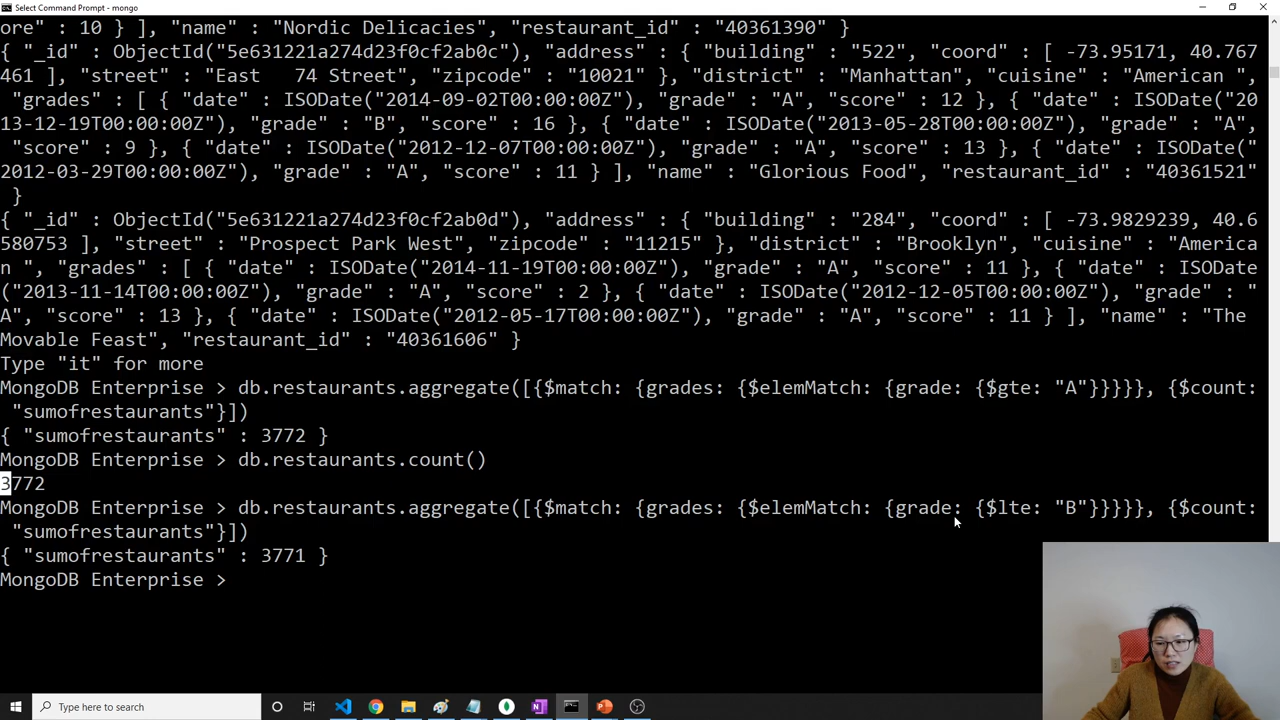 Select Command Prompt - mongo
ore" : 10 } ], "name" : "Nordic Delicacies", "restaurant_id" : "40361390" }
{ "_id" : ObjectId("5e631221a274d23f0cf2ab0c"), "address" : { "building" : "522", "coord" : [ -73.95171, 40.767
461 ], "street" : "East   74 Street", "zipcode" : "10021" }, "district" : "Manhattan", "cuisine" : "American ",
 "grades" : [ { "date" : ISODate("2014-09-02T00:00:00Z"), "grade" : "A", "score" : 12 }, { "date" : ISODate("20
13-12-19T00:00:00Z"), "grade" : "B", "score" : 16 }, { "date" : ISODate("2013-05-28T00:00:00Z"), "grade" : "A",
 "score" : 9 }, { "date" : ISODate("2012-12-07T00:00:00Z"), "grade" : "A", "score" : 13 }, { "date" : ISODate("
2012-03-29T00:00:00Z"), "grade" : "A", "score" : 11 } ], "name" : "Glorious Food", "restaurant_id" : "40361521"
 }
{ "_id" : ObjectId("5e631221a274d23f0cf2ab0d"), "address" : { "building" : "284", "coord" : [ -73.9829239, 40.6
580753 ], "street" : "Prospect Park West", "zipcode" : "11215" }, "district" : "Brooklyn", "cuisine" : "America
n ", "grades" : [ { "date" : ISODate("2014-11-19T00:00:00Z"), "grade" : "A", "score" : 11 }, { "date" : ISODate
("2013-11-14T00:00:00Z"), "grade" : "A", "score" : 2 }, { "date" : ISODate("2012-12-05T00:00:00Z"), "grade" : "
A", "score" : 13 }, { "date" : ISODate("2012-05-17T00:00:00Z"), "grade" : "A", "score" : 11 } ], "name" : "The
Movable Feast", "restaurant_id" : "40361606" }
Type "it" for more
MongoDB Enterprise > db.restaurants.aggregate([{$match: {grades: {$elemMatch: {grade: {$gte: "A"}}}}}, {$count:
 "sumofrestaurants"}])
{ "sumofrestaurants" : 3772 }
MongoDB Enterprise > db.restaurants.count()
3772
MongoDB Enterprise > db.restaurants.aggregate([{$match: {grades: {$elemMatch: {grade: {$lte: "B"}}}}}, {$count:
 "sumofrestaurants"}])
{ "sumofrestaurants" : 3771 }
MongoDB Enterprise >
Type here to search